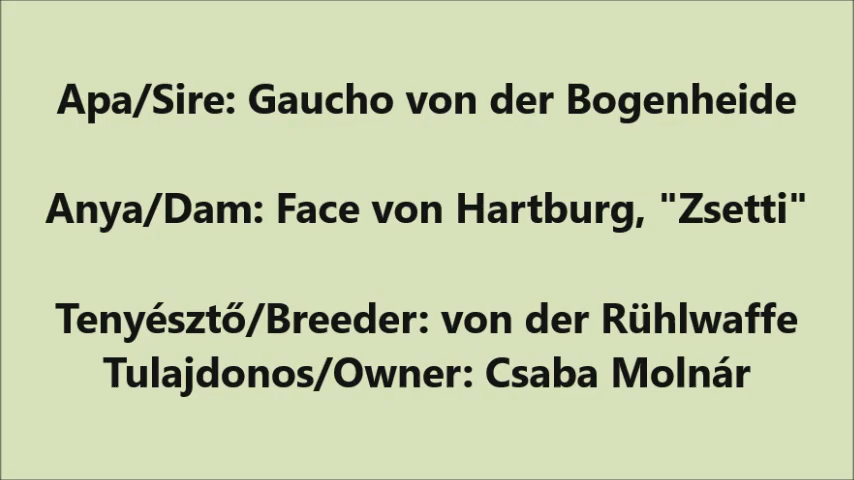 Apa/Sire: Gaucho von der Bogenheide
Anya/Dam: Face von Hartburg, "Zsetti"
Tenyésztő/Breeder: von der Rühlwaffe
Tulajdonos/Owner: Csaba Molnár